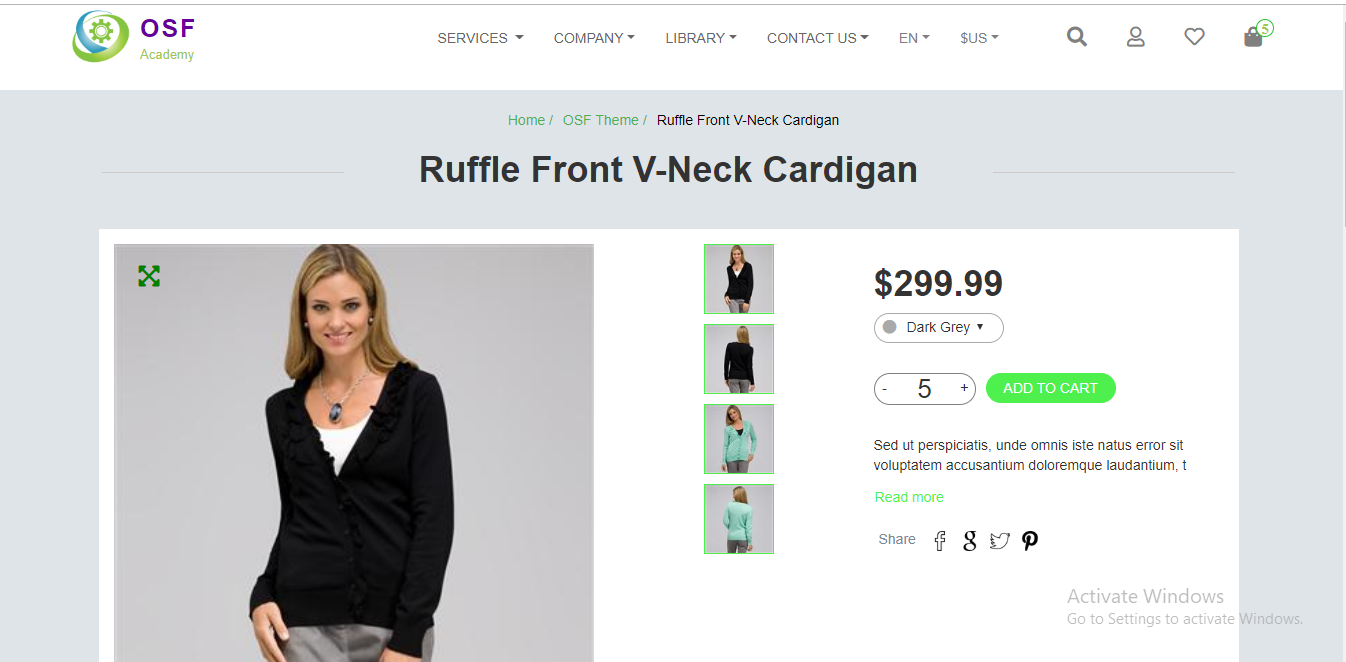 OSF
Academy
SERVICES COMPANY LIBRARY CONTACT US EN $US
5
Home / OSF Theme / Ruffle Front V-Neck Cardigan
Ruffle Front V-Neck Cardigan
$299.99
Dark Grey
- 5 + ADD TO CART
Sed ut perspiciatis, unde omnis iste natus error sit
voluptatem accusantium doloremque laudantium, t
Read more
Share
Activate Windows
Go to Settings to activate Windows.